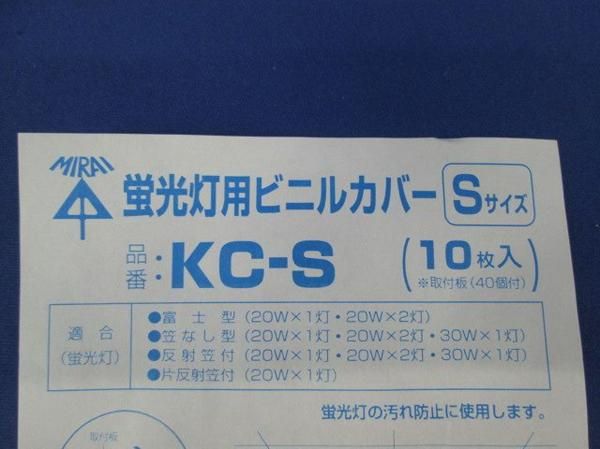 MIRAI
蛍光灯用ビニルカバー Sサイズ
品番：KC-S （10枚入）
※取付板（40個付）
適合（蛍光灯）
●富士型（20W×1灯・20W×2灯）
●笠なし型（20W×1灯・20W×2灯・30W×1灯）
●反射笠付（20W×1灯・20W×2灯・30W×1灯）
●片反射笠付（20W×1灯）
蛍光灯の汚れ防止に使用します。
取付板